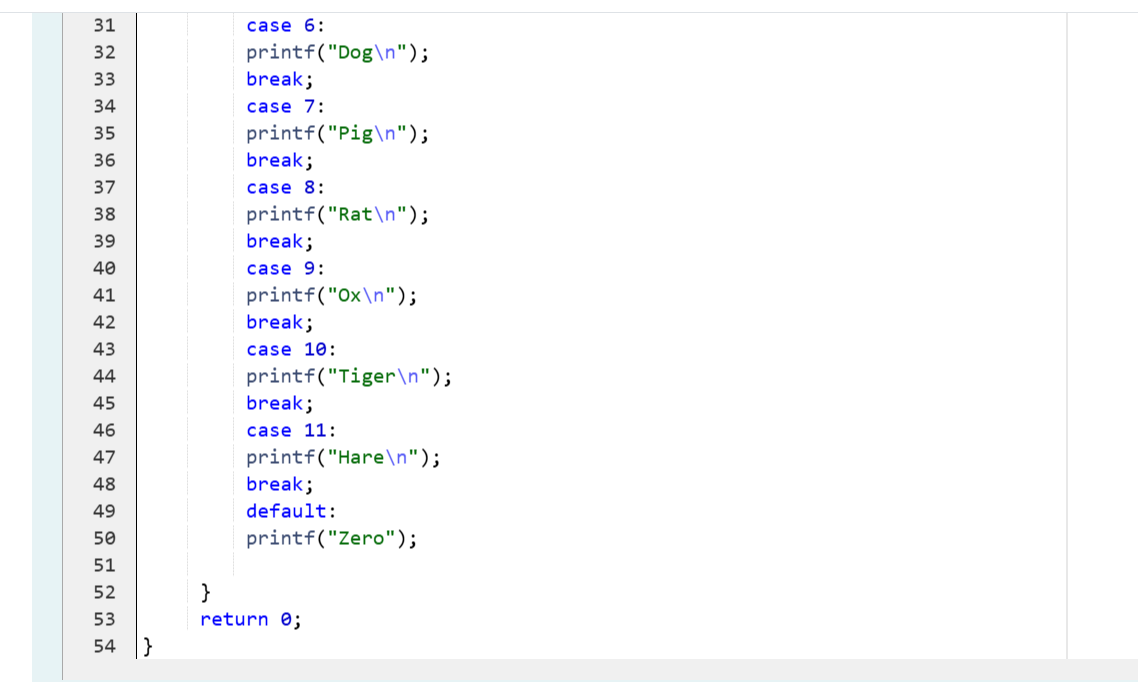 31 case 6:
32 printf("Dog\n");
33 break;
34 case 7:
35 printf("Pig\n");
36 break;
37 case 8:
38 printf("Rat\n");
39 break;
40 case 9:
41 printf("Ox\n");
42 break;
43 case 10:
44 printf("Tiger\n");
45 break;
46 case 11:
47 printf("Hare\n");
48 break;
49 default:
50 printf("Zero");
51
52 }
53 return 0;
54 }